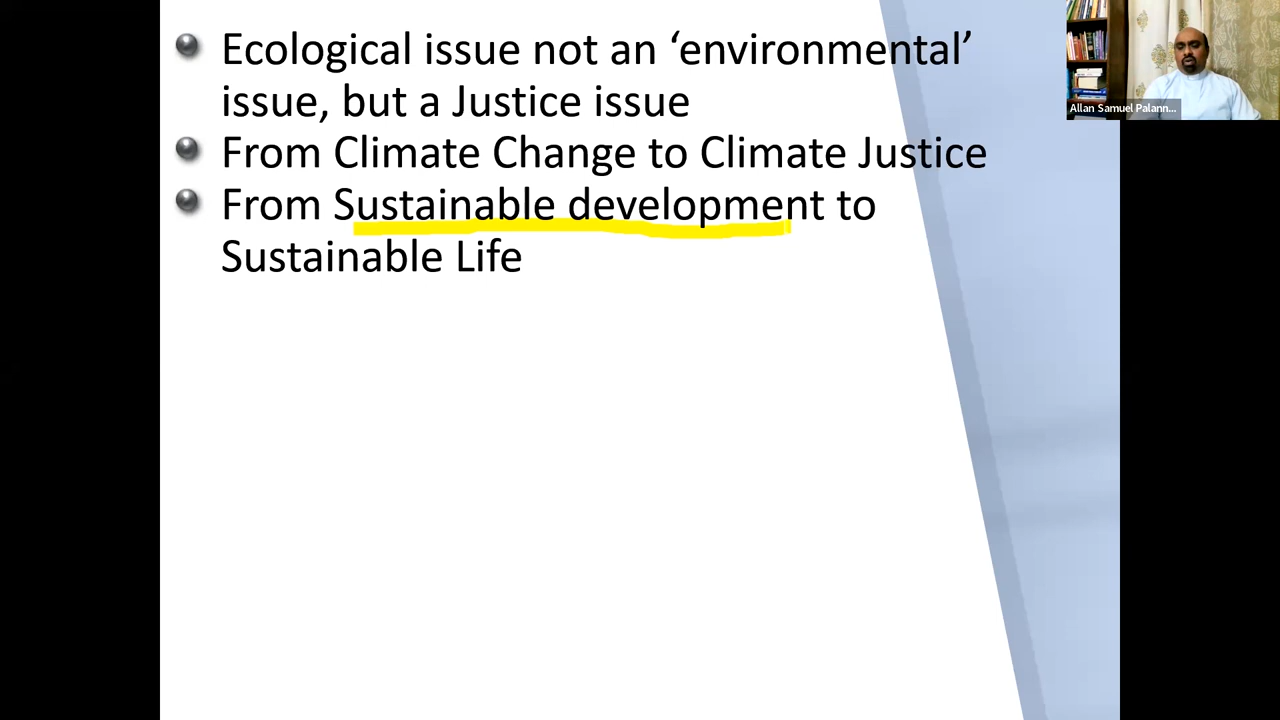 Ecological issue not an ‘environmental’
issue, but a Justice issue
From Climate Change to Climate Justice
From Sustainable development to
Sustainable Life
Allan Samuel Palann...